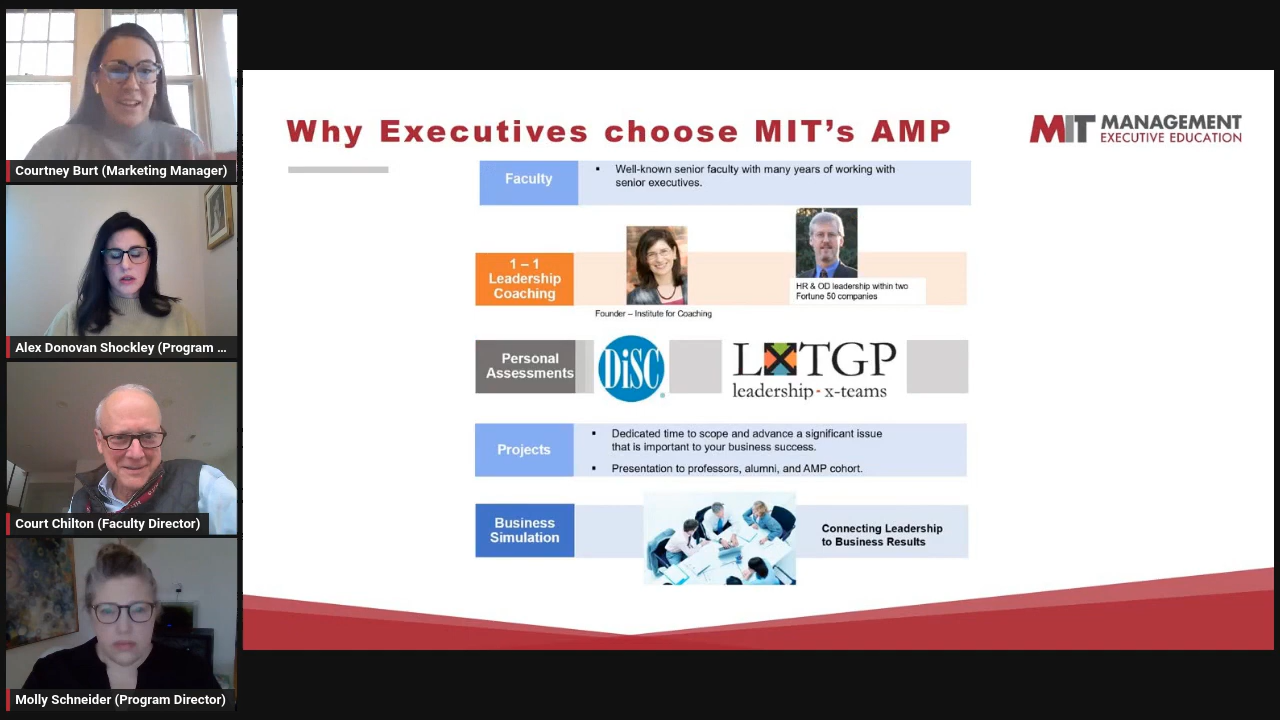 Courtney Burt (Marketing Manager)
Alex Donovan Shockley (Program ...
Court Chilton (Faculty Director)
Molly Schneider (Program Director)
Why Executives choose MIT's AMP
MIT MANAGEMENT
EXECUTIVE EDUCATION
Faculty
▪ Well-known senior faculty with many years of working with
senior executives.
1 – 1
Leadership
Coaching
Founder – Institute for Coaching
HR & OD leadership within two
Fortune 50 companies
Personal
Assessments
DiSC
LXTGP
leadership - x-teams
Projects
▪ Dedicated time to scope and advance a significant issue
that is important to your business success.
▪ Presentation to professors, alumni, and AMP cohort.
Business
Simulation
Connecting Leadership
to Business Results